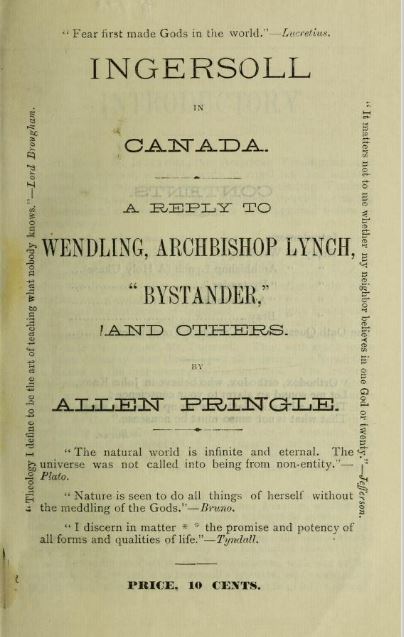 “ Fear first made Gods in the world.”—Lucretius.
INGERSOLL
IN
CANADA.
A REPLY TO
WENDLING, ARCHBISHOP LYNCH,
“ BYSTANDER,”
AND OTHERS.
BY
ALLEN PRINGLE.
“ The natural world is infinite and eternal. The
universe was not called into being from non-entity.”—
Plato.
“ Nature is seen to do all things of herself without
the meddling of the Gods.”—Bruno.
“ I discern in matter * * the promise and potency of
all forms and qualities of life.”—Tyndall.
PRICE, 10 CENTS.
“ Theology I define to be the art of teaching what nobody knows.”—Lord Brougham.
“ It matters not to me whether my neighbor believes in one God or twenty.”—Jefferson.